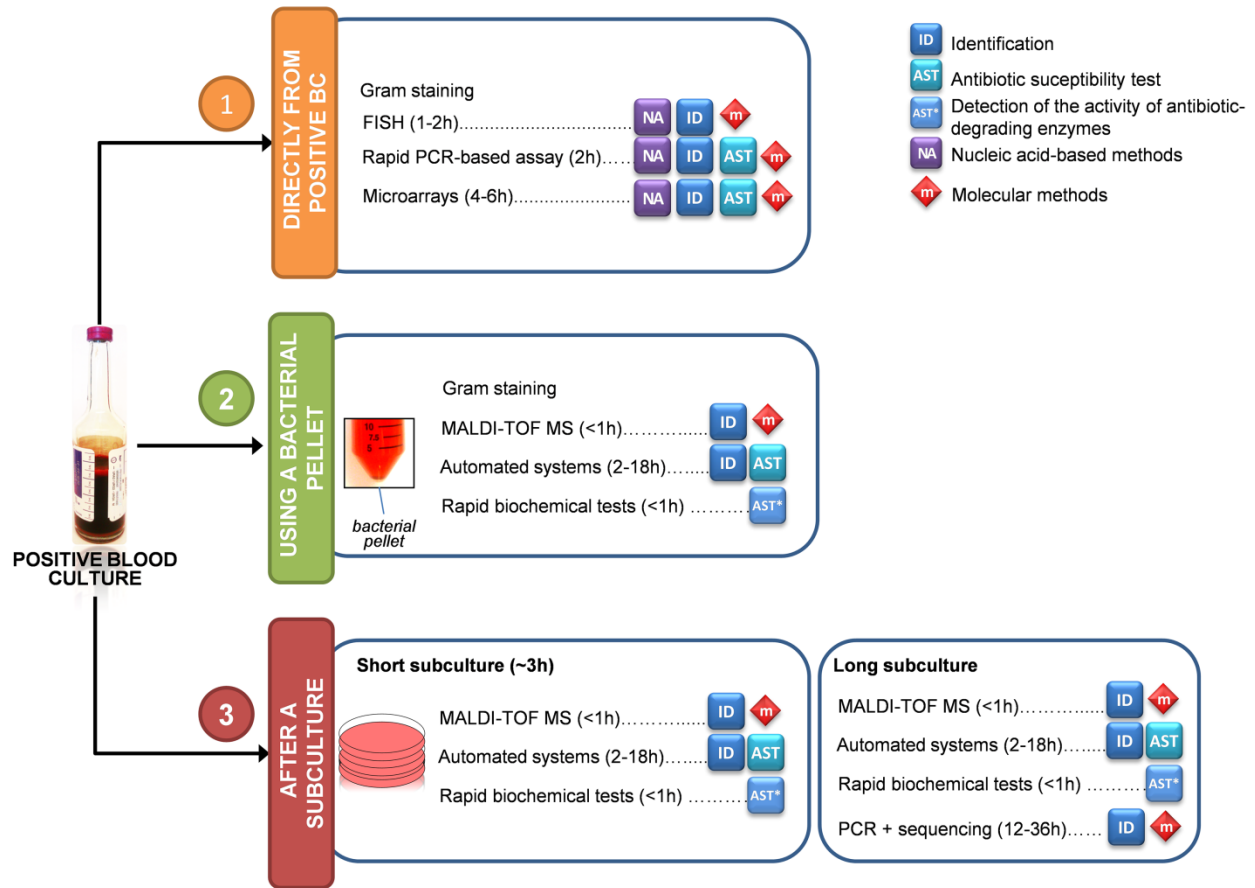 1
DIRECTLY FROM
POSITIVE BC
Gram staining
FISH (1-2h).................................... NA ID m
Rapid PCR-based assay (2h) …… NA ID AST m
Microarrays (4-6h)......................... NA ID AST m
ID Identification
AST Antibiotic suceptibility test
AST* Detection of the activity of antibiotic-
degrading enzymes
NA Nucleic acid-based methods
m Molecular methods
POSITIVE BLOOD
CULTURE
2
USING A BACTERIAL
PELLET
10
7.5
5
bacterial
pellet
Gram staining
MALDI-TOF MS (<1h)………...... ID m
Automated systems (2-18h)…..... ID AST
Rapid biochemical tests (<1h) ………. AST*
3
AFTER A
SUBCULTURE
Short subculture (~3h)
MALDI-TOF MS (<1h)………...... ID m
Automated systems (2-18h)…..... ID AST
Rapid biochemical tests (<1h) ………. AST*
Long subculture
MALDI-TOF MS (<1h)………...... ID m
Automated systems (2-18h)…..... ID AST
Rapid biochemical tests (<1h) ………. AST*
PCR + sequencing (12-36h)…… ID m